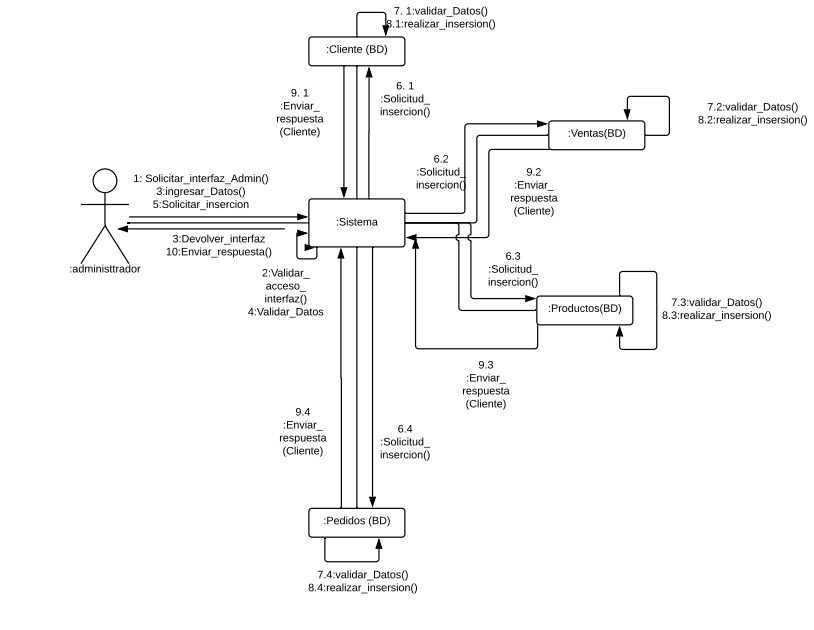 7. 1:validar_Datos()
8.1:realizar_insersion()
:Cliente (BD)
9. 1
:Enviar_
respuesta
(Cliente)
6. 1
:Solicitud_
insercion()
7.2:validar_Datos()
8.2:realizar_insersion()
:Ventas(BD)
6.2
:Solicitud_
insercion()
9.2
:Enviar_
respuesta
(Cliente)
1: Solicitar_interfaz_Admin()
3:ingresar_Datos()
5:Solicitar_insercion
:Sistema
3:Devolver_interfaz
10:Enviar_respuesta()
:administtrador
2:Validar_
acceso_
interfaz()
4:Validar_Datos
6.3
:Solicitud_
insercion()
:Productos(BD)
7.3:validar_Datos()
8.3:realizar_insersion()
9.3
:Enviar_
respuesta
(Cliente)
9.4
:Enviar_
respuesta
(Cliente)
6.4
:Solicitud_
insercion()
:Pedidos (BD)
7.4:validar_Datos()
8.4:realizar_insersion()